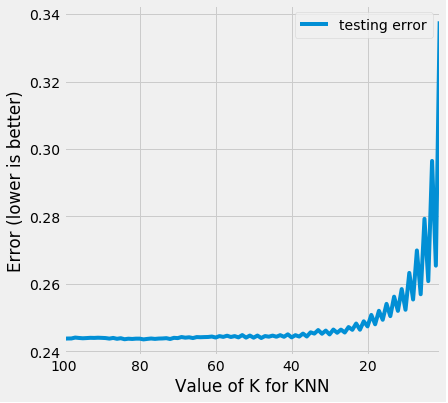 0.34
testing error
0.32
0.30
0.28
0.26
0.24
100 80 60 40 20
Error (lower is better)
Value of K for KNN